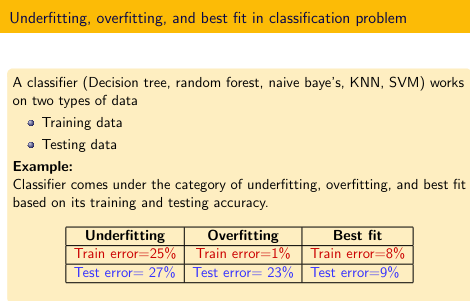 Underfitting, overfitting, and best fit in classification problem
A classifier (Decision tree, random forest, naive baye's, KNN, SVM) works
on two types of data
Training data
Testing data
Example:
Classifier comes under the category of underfitting, overfitting, and best fit
based on its training and testing accuracy.
Underfitting Overfitting Best fit
Train error=25% Train error=1% Train error=8%
Test error= 27% Test error= 23% Test error=9%